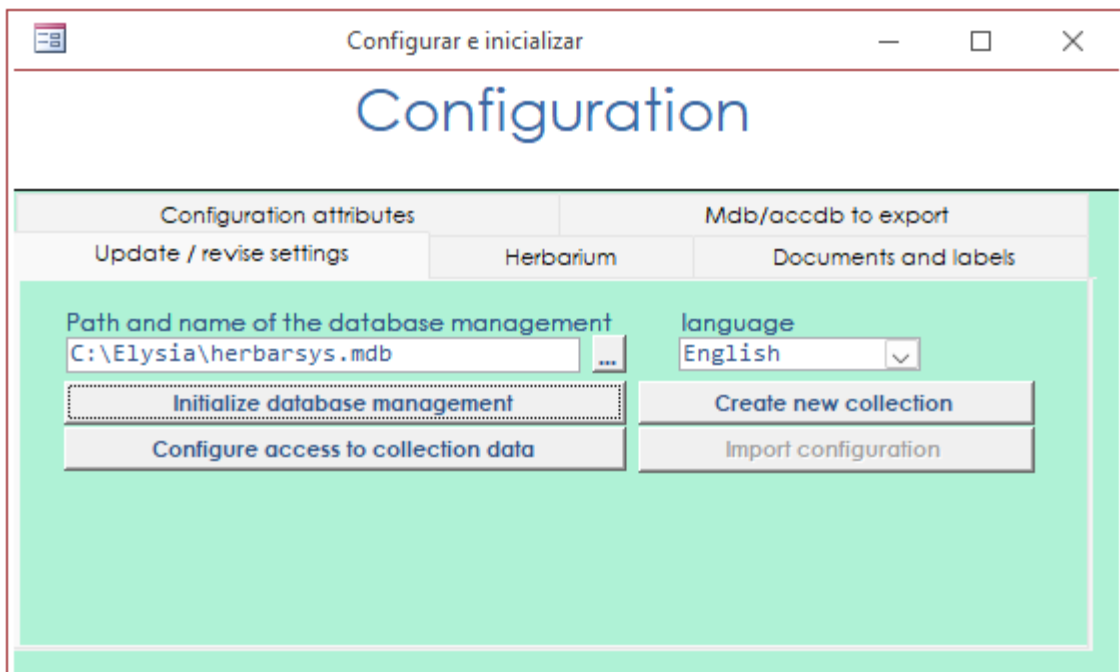 Configurar e inicializar
Configuration
Configuration attributes Mdb/accdb to export
Update / revise settings Herbarium Documents and labels
Path and name of the database management language
C:\Elysia\herbarsys.mdb ... English
Initialize database management Create new collection
Configure access to collection data Import configuration